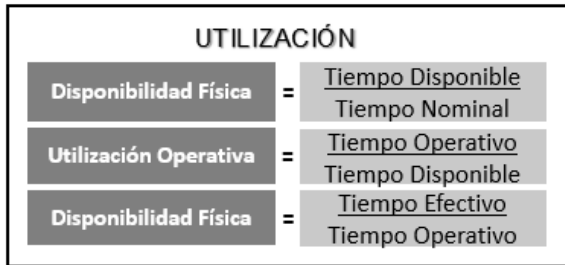 UTILIZACIÓN
Disponibilidad Física = Tiempo Disponible
Tiempo Nominal
Utilización Operativa = Tiempo Operativo
Tiempo Disponible
Disponibilidad Física = Tiempo Efectivo
Tiempo Operativo